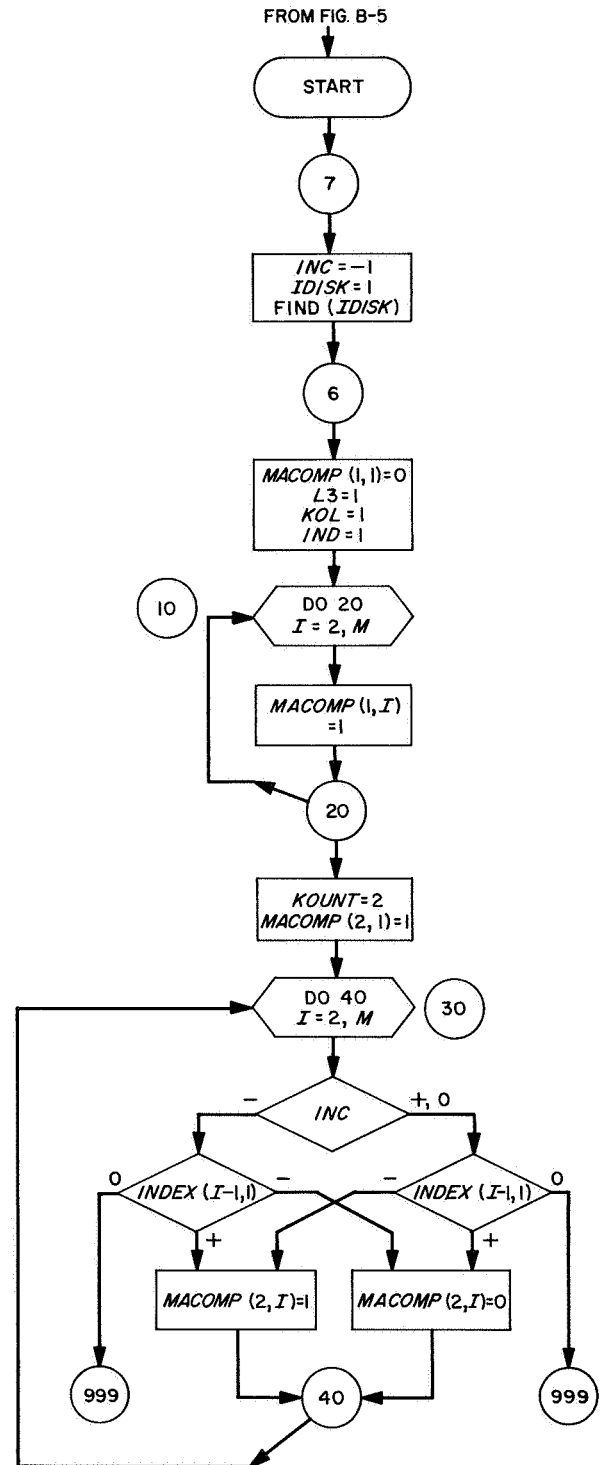 FROM FIG. B-5
START
7
INC=-1
IDISK=1
FIND (IDISK)
6
MACOMP (1,1)=0
L3=1
KOL=1
IND=1
10
DO 20
I = 2, M
MACOMP (1,I)
=1
20
KOUNT=2
MACOMP (2,1)=1
DO 40
I = 2, M
30
-
+, 0
INC
0
INDEX (I-1,1)
-
-
INDEX (I-1,1)
0
+
+
MACOMP (2,I)=1
MACOMP (2,I)=0
999
40
999